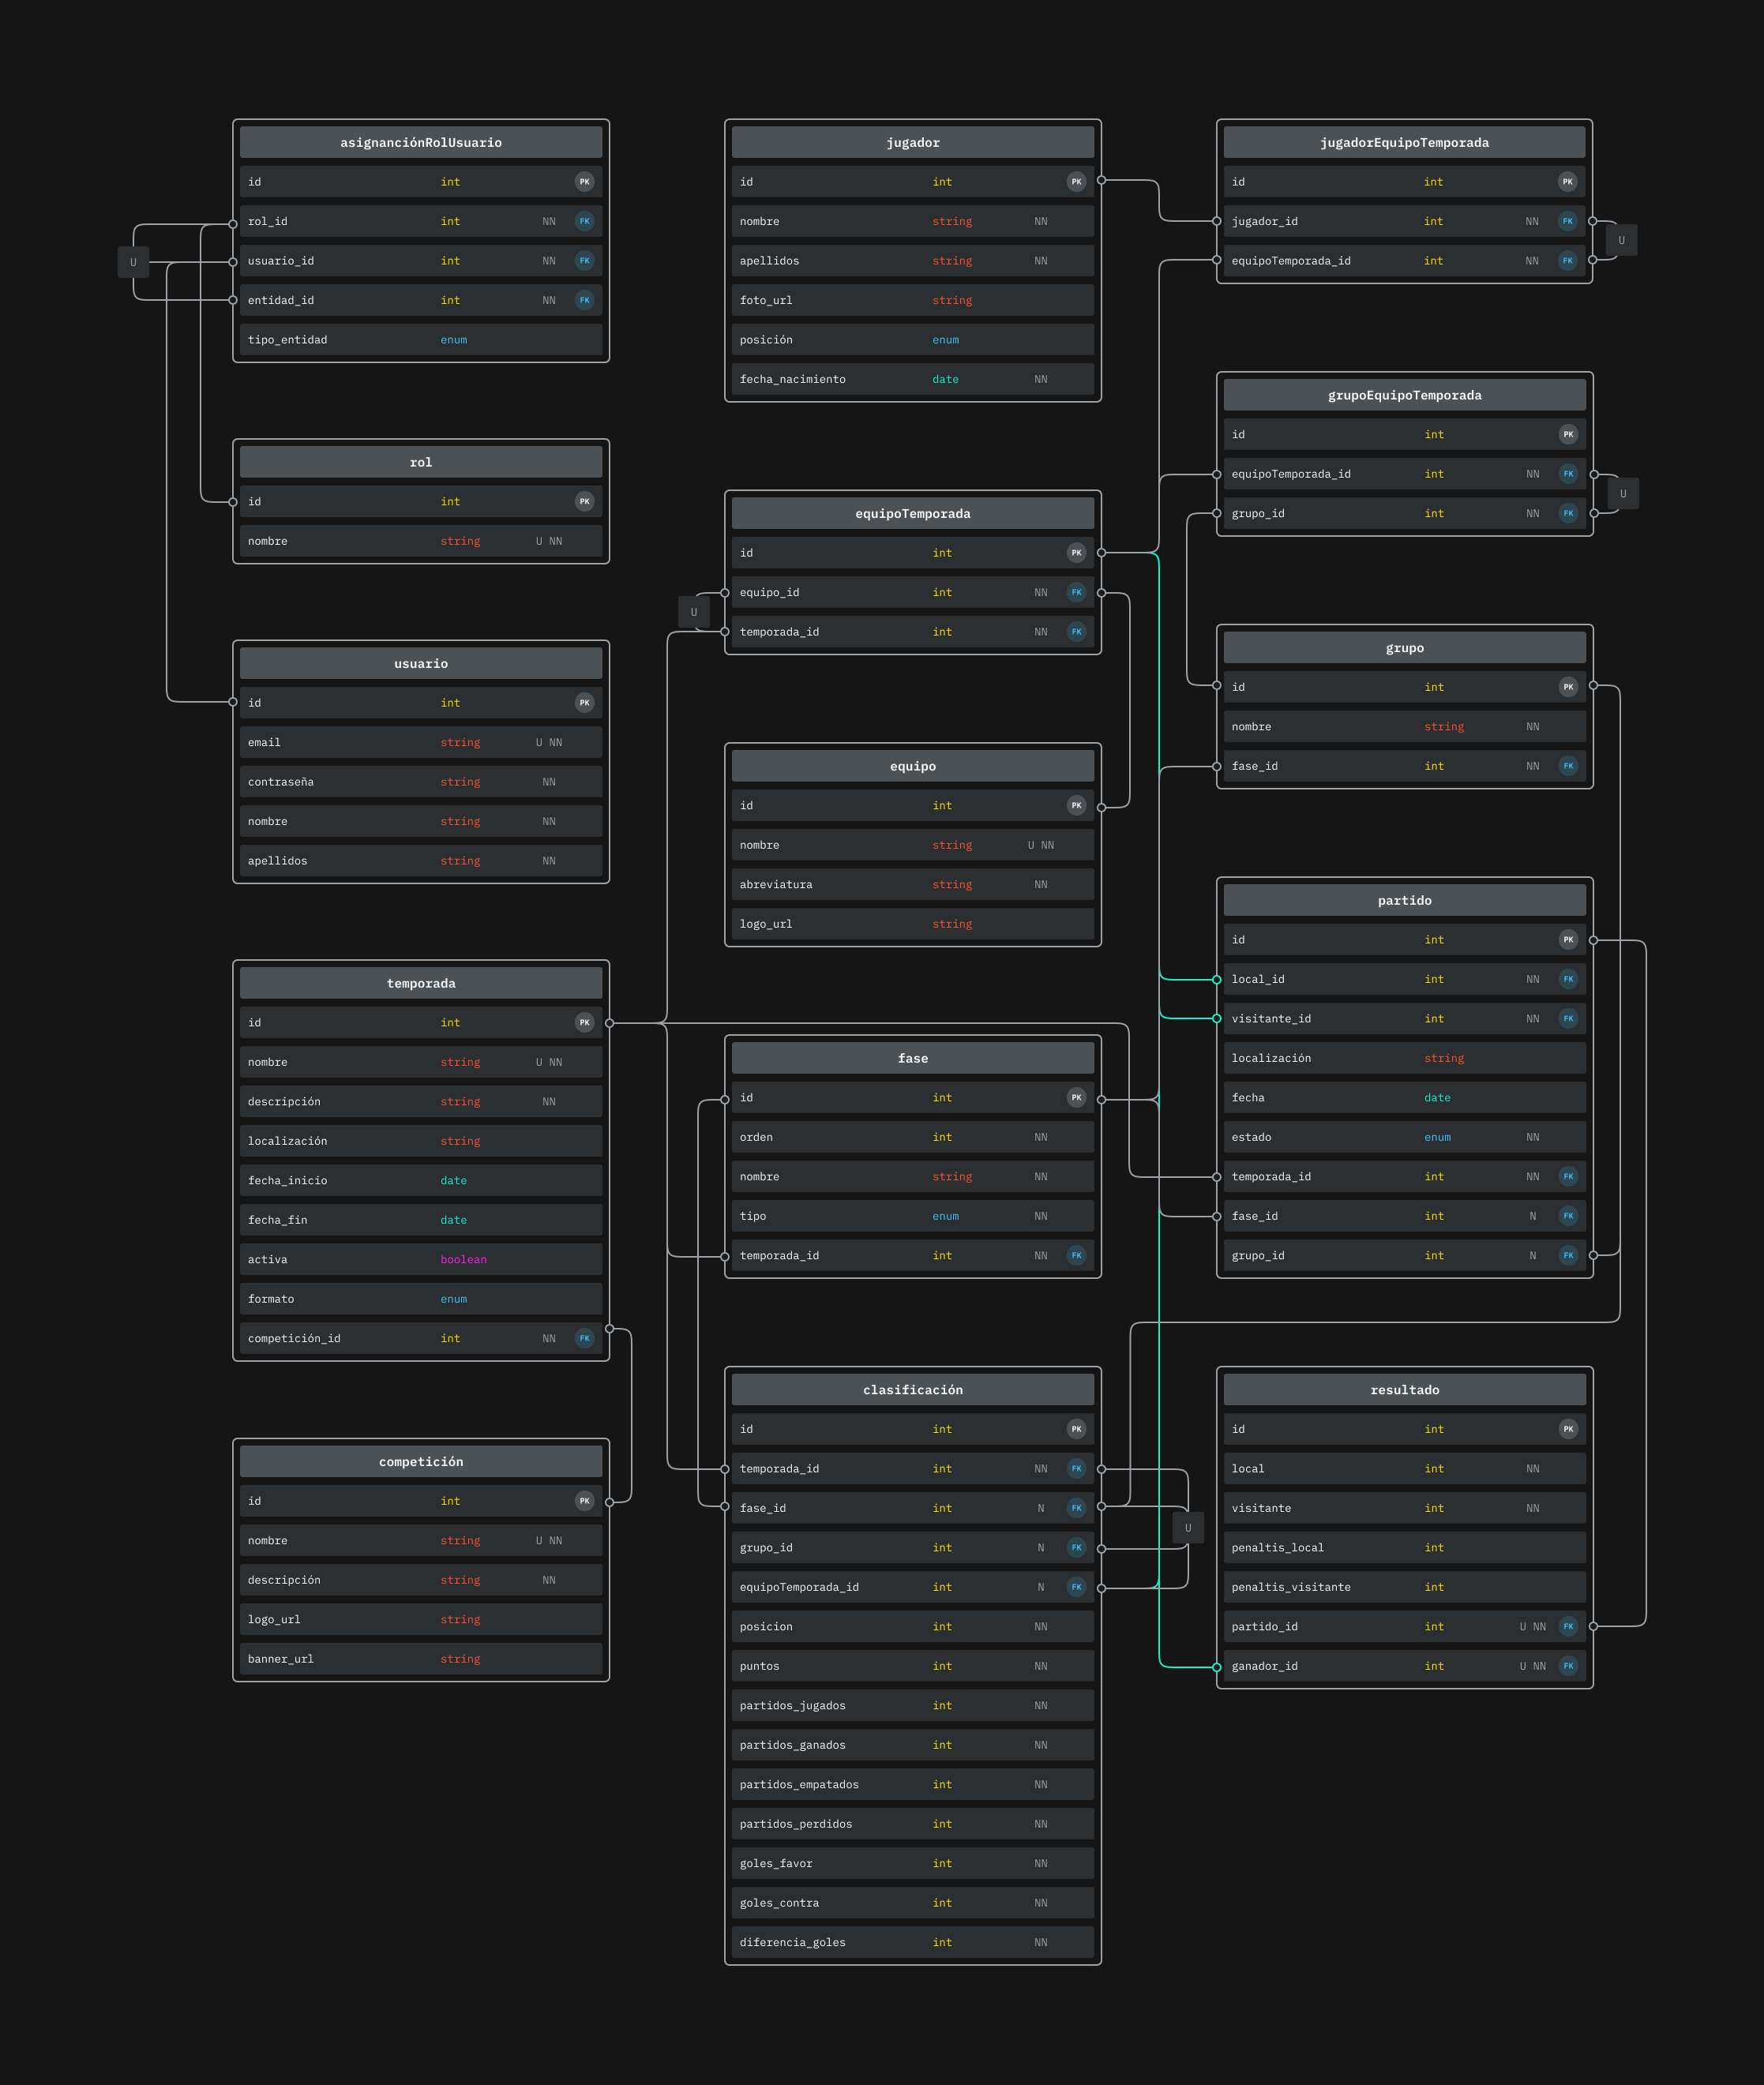 asignanciónRolUsuario
id int PK
rol_id int NN FK
usuario_id int NN FK
entidad_id int NN FK
tipo_entidad enum
U
rol
id int PK
nombre string U NN
usuario
id int PK
email string U NN
contraseña string NN
nombre string NN
apellidos string NN
temporada
id int PK
nombre string U NN
descripción string NN
localización string
fecha_inicio date
fecha_fin date
activa boolean
formato enum
competición_id int NN FK
competición
id int PK
nombre string U NN
descripción string NN
logo_url string
banner_url string
jugador
id int PK
nombre string NN
apellidos string NN
foto_url string
posición enum
fecha_nacimiento date NN
equipoTemporada
id int PK
equipo_id int NN FK
temporada_id int NN FK
U
equipo
id int PK
nombre string U NN
abreviatura string NN
logo_url string
fase
id int PK
orden int NN
nombre string NN
tipo enum NN
temporada_id int NN FK
clasificación
id int PK
temporada_id int NN FK
fase_id int N FK
grupo_id int N FK
equipoTemporada_id int N FK
U
posicion int NN
puntos int NN
partidos_jugados int NN
partidos_ganados int NN
partidos_empatados int NN
partidos_perdidos int NN
goles_favor int NN
goles_contra int NN
diferencia_goles int NN
jugadorEquipoTemporada
id int PK
jugador_id int NN FK
equipoTemporada_id int NN FK
U
grupoEquipoTemporada
id int PK
equipoTemporada_id int NN FK
grupo_id int NN FK
U
grupo
id int PK
nombre string NN
fase_id int NN FK
partido
id int PK
local_id int NN FK
visitante_id int NN FK
localización string
fecha date
estado enum NN
temporada_id int NN FK
fase_id int N FK
grupo_id int N FK
resultado
id int PK
local int NN
visitante int NN
penaltis_local int
penaltis_visitante int
partido_id int U NN FK
ganador_id int U NN FK